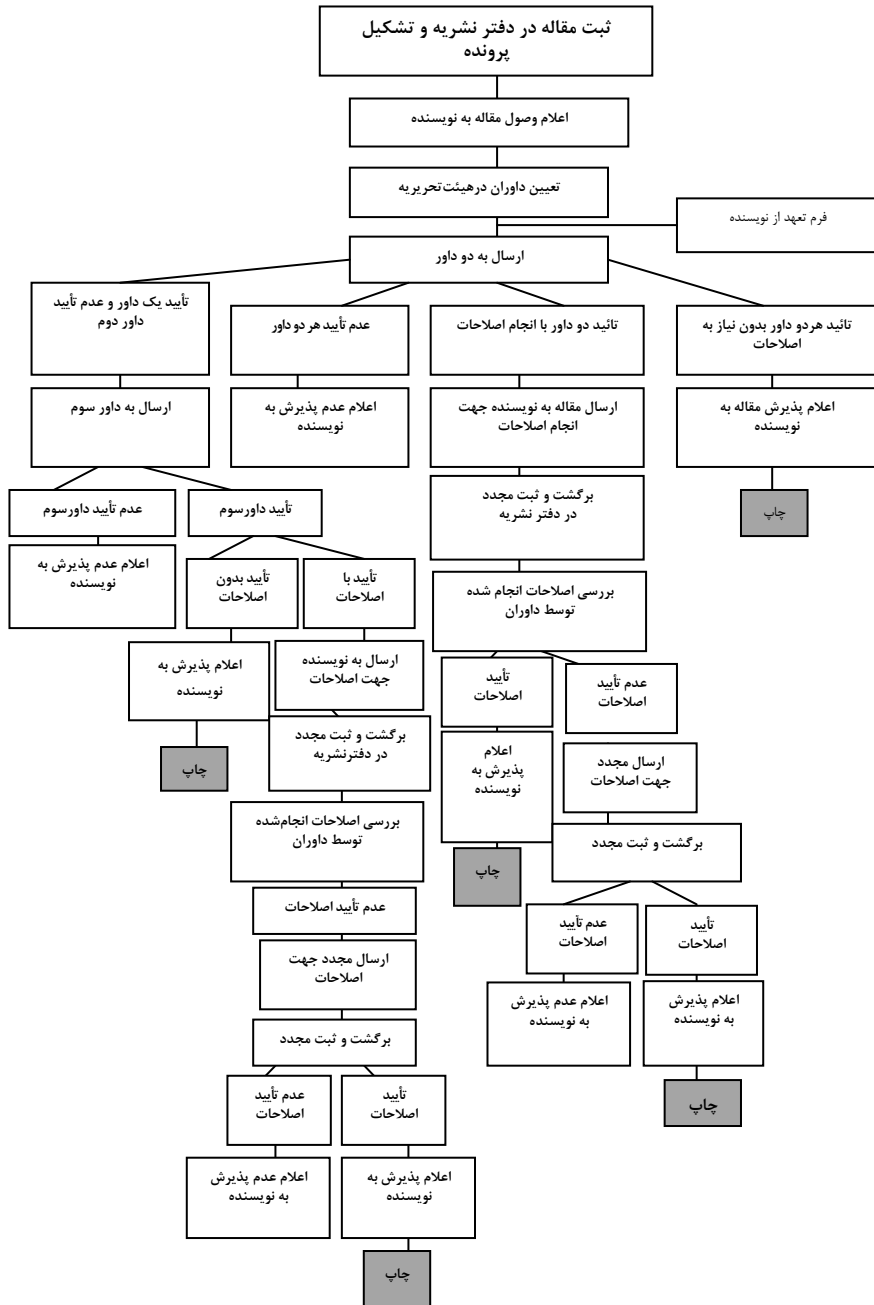 ثبت مقاله در دفتر نشریه و تشکیل
پرونده
اعلام وصول مقاله به نویسنده
تعیین داوران درهیئت‌تحریریه
فرم تعهد از نویسنده
ارسال به دو داور
تائید هردو داور بدون نیاز به
اصلاحات
تائید دو داور با انجام اصلاحات
عدم تأیید هر دو داور
تأیید یک داور و عدم تأیید
داور دوم
اعلام پذیرش مقاله به
نویسنده
ارسال مقاله به نویسنده جهت
انجام اصلاحات
اعلام عدم پذیرش به
نویسنده
ارسال به داور سوم
چاپ
برگشت و ثبت مجدد
در دفتر نشریه
تأیید داورسوم
عدم تأیید داورسوم
اعلام عدم پذیرش به
نویسنده
تأیید با
اصلاحات
تأیید بدون
اصلاحات
بررسی اصلاحات انجام شده
توسط داوران
ارسال به نویسنده
جهت اصلاحات
اعلام پذیرش به
نویسنده
عدم تأیید
اصلاحات
تأیید
اصلاحات
برگشت و ثبت مجدد
در دفترنشریه
چاپ
ارسال مجدد
جهت اصلاحات
اعلام
پذیرش به
نویسنده
بررسی اصلاحات انجام‌شده
توسط داوران
برگشت و ثبت مجدد
چاپ
عدم تأیید اصلاحات
تأیید
اصلاحات
عدم تأیید
اصلاحات
ارسال مجدد جهت
اصلاحات
اعلام پذیرش
به نویسنده
اعلام عدم پذیرش
به نویسنده
برگشت و ثبت مجدد
چاپ
تأیید
اصلاحات
عدم تأیید
اصلاحات
اعلام پذیرش به
نویسنده
اعلام عدم پذیرش
به نویسنده
چاپ